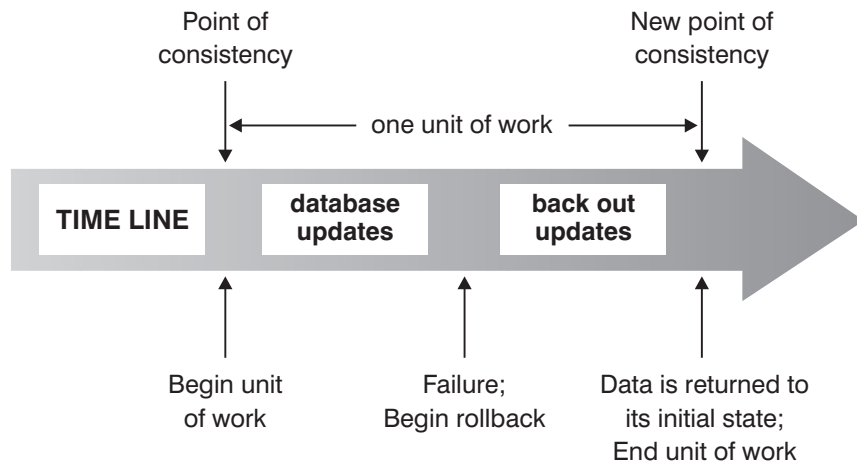 Point of
consistency
New point of
consistency
one unit of work
TIME LINE
database
updates
back out
updates
Begin unit
of work
Failure;
Begin rollback
Data is returned to
its initial state;
End unit of work